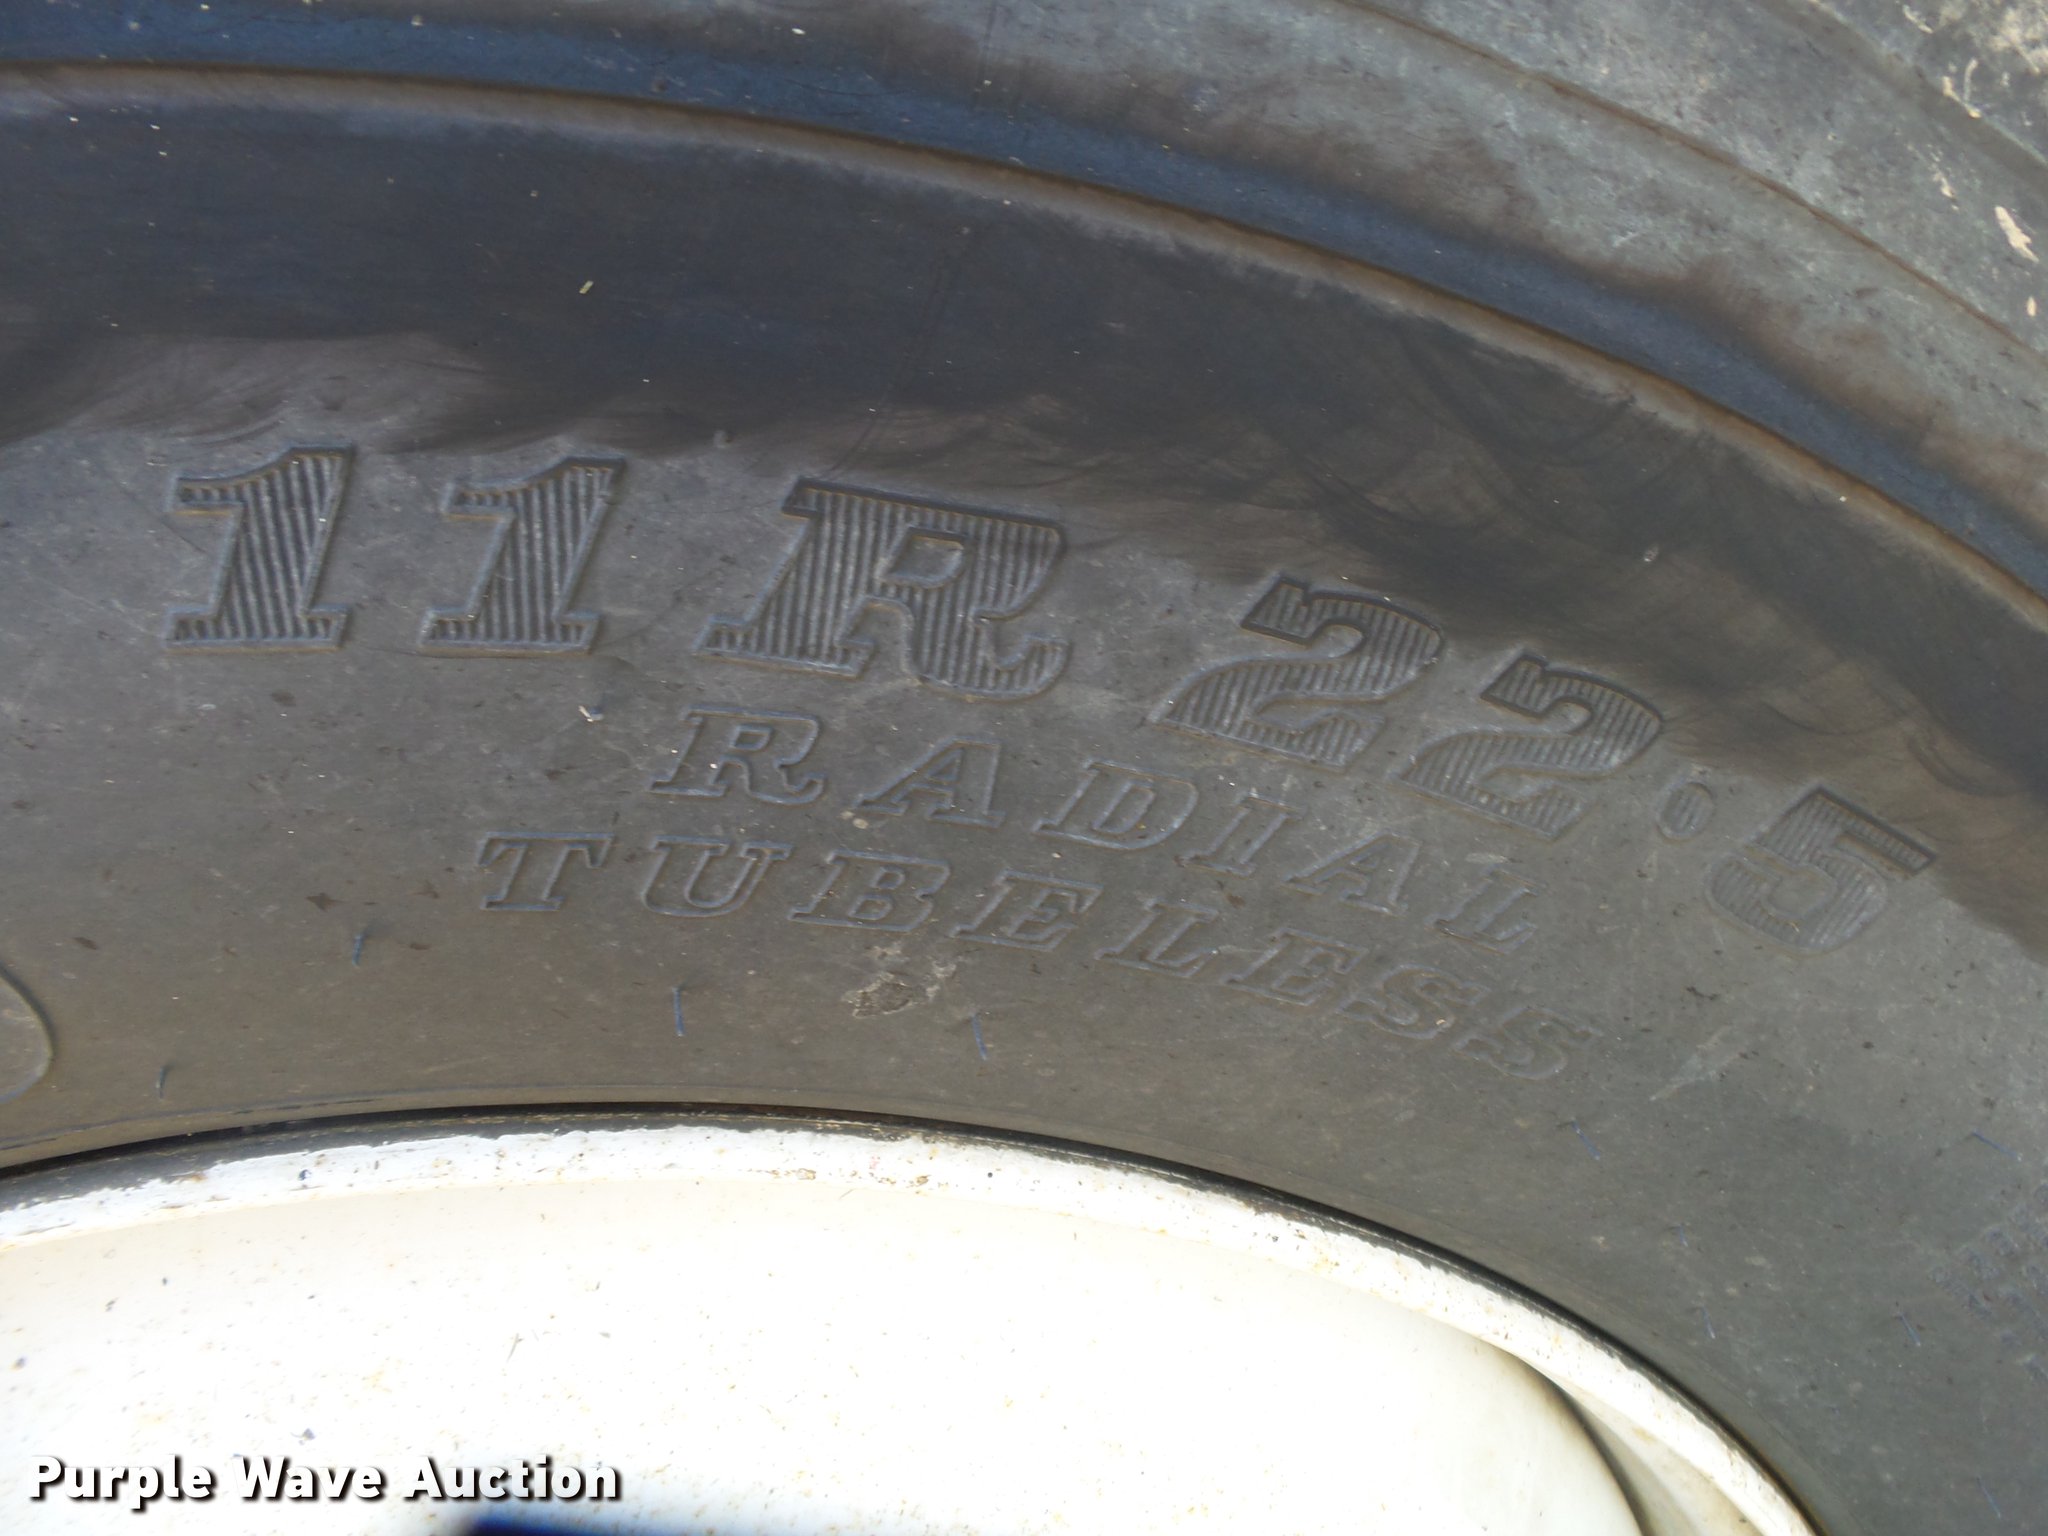 11R22.5
RADIAL
TUBELESS
Purple Wave Auction